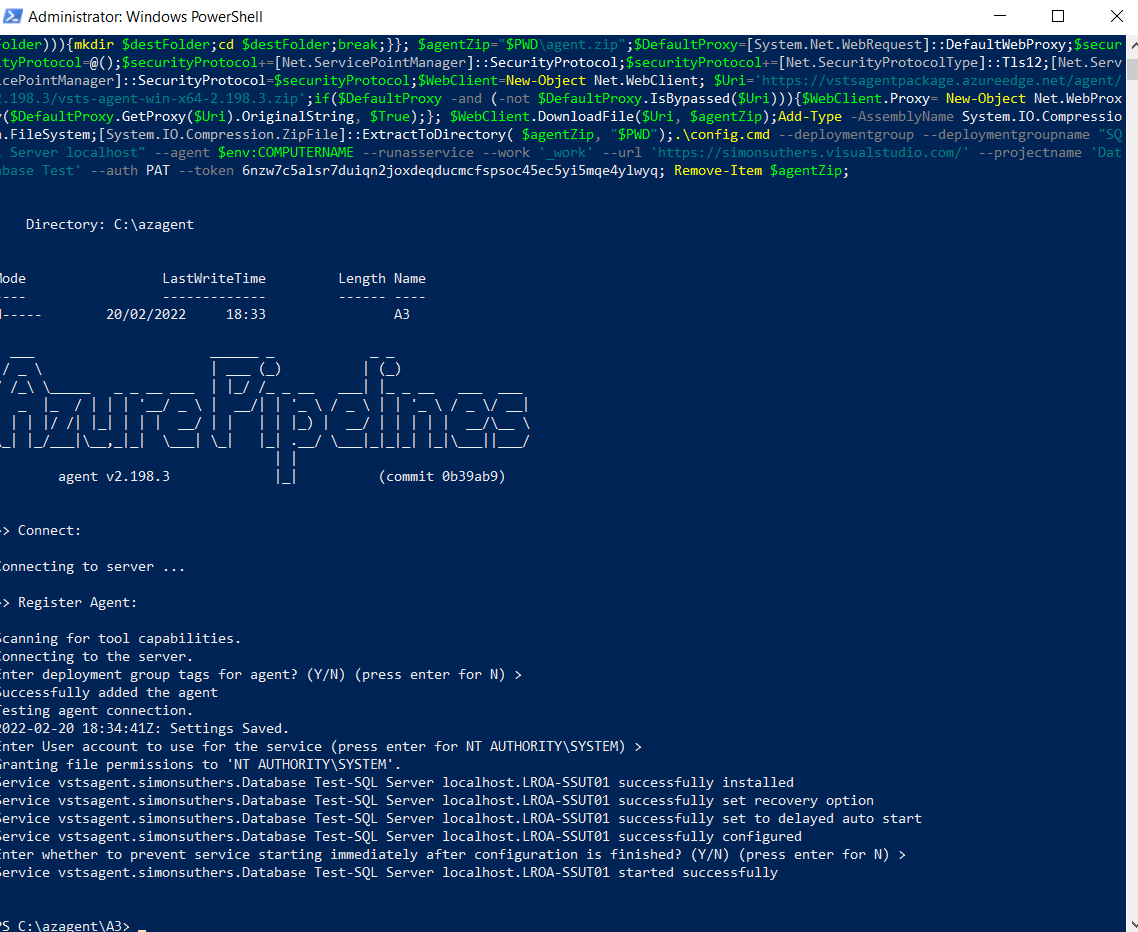 Administrator: Windows PowerShell
Folder))){mkdir $destFolder;cd $destFolder;break;}}; $agentZip="$PWD\agent.zip";$DefaultProxy=[System.Net.WebRequest]::DefaultWebProxy;$secur
ityProtocol=@();$securityProtocol+=[Net.ServicePointManager]::SecurityProtocol;$securityProtocol+=[Net.SecurityProtocolType]::Tls12;[Net.Serv
icePointManager]::SecurityProtocol=$securityProtocol;$WebClient=New-Object Net.WebClient; $Uri='https://vstsagentpackage.azureedge.net/agent/
2.198.3/vsts-agent-win-x64-2.198.3.zip';if($DefaultProxy -and (-not $DefaultProxy.IsBypassed($Uri))){$WebClient.Proxy= New-Object Net.WebProx
y($DefaultProxy.GetProxy($Uri).OriginalString, $True);}; $WebClient.DownloadFile($Uri, $agentZip);Add-Type -AssemblyName System.IO.Compressio
n.FileSystem;[System.IO.Compression.ZipFile]::ExtractToDirectory( $agentZip, "$PWD");.\config.cmd --deploymentgroup --deploymentgroupname "SQ
L Server localhost" --agent $env:COMPUTERNAME --runasservice --work '_work' --url 'https://simonsuthers.visualstudio.com/' --projectname 'Dat
abase Test' --auth PAT --token 6nzw7c5alsr7duiqn2joxdeqducmcfspsoc45ec5yi5mqe4ylwyq; Remove-Item $agentZip;
Directory: C:\azagent
Mode LastWriteTime Length Name
---- ------------- ------ ----
d----- 20/02/2022 18:33 A3
Azure Pipelines
agent v2.198.3 (commit 0b39ab9)
>> Connect:
Connecting to server ...
>> Register Agent:
Scanning for tool capabilities.
Connecting to the server.
Enter deployment group tags for agent? (Y/N) (press enter for N) >
Successfully added the agent
Testing agent connection.
2022-02-20 18:34:41Z: Settings Saved.
Enter User account to use for the service (press enter for NT AUTHORITY\SYSTEM) >
Granting file permissions to 'NT AUTHORITY\SYSTEM'.
Service vstsagent.simonsuthers.Database Test-SQL Server localhost.LROA-SSUT01 successfully installed
Service vstsagent.simonsuthers.Database Test-SQL Server localhost.LROA-SSUT01 successfully set recovery option
Service vstsagent.simonsuthers.Database Test-SQL Server localhost.LROA-SSUT01 successfully set to delayed auto start
Service vstsagent.simonsuthers.Database Test-SQL Server localhost.LROA-SSUT01 successfully configured
Enter whether to prevent service starting immediately after configuration is finished? (Y/N) (press enter for N) >
Service vstsagent.simonsuthers.Database Test-SQL Server localhost.LROA-SSUT01 started successfully
PS C:\azagent\A3> _